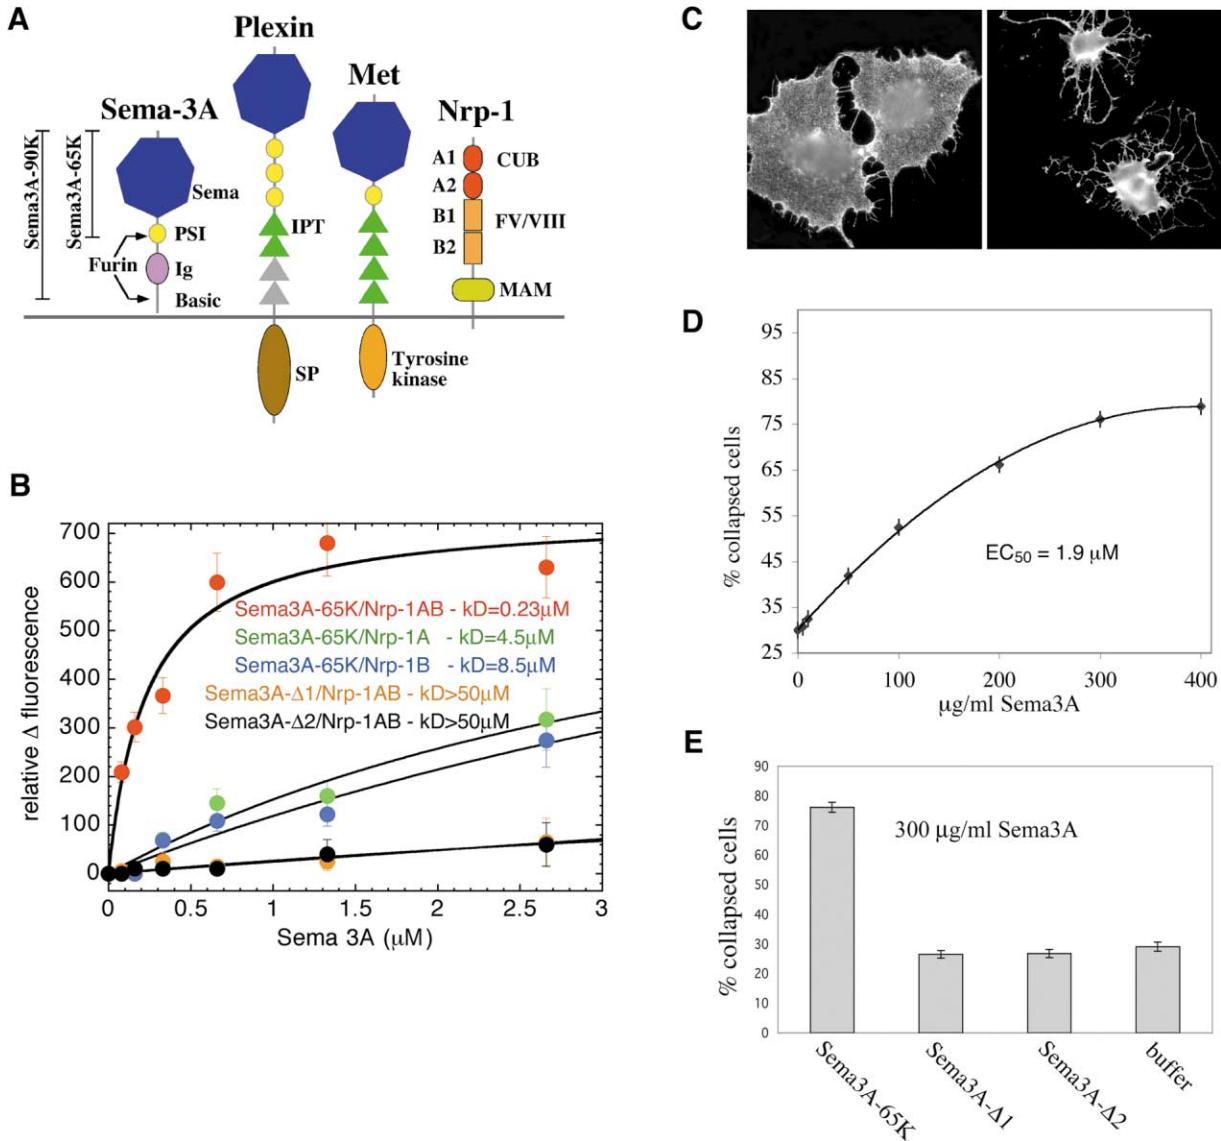 A
Plexin
Met
Sema-3A
Nrp-1
Sema3A-90K
Sema3A-65K
Sema
PSI
Furin
Ig
Basic
IPT
A1
CUB
A2
B1
FV/VIII
B2
MAM
SP
Tyrosine
kinase
B
relative Δ fluorescence
700
600
500
400
300
200
100
0
Sema3A-65K/Nrp-1AB - kD=0.23μM
Sema3A-65K/Nrp-1A - kD=4.5μM
Sema3A-65K/Nrp-1B - kD=8.5μM
Sema3A-Δ1/Nrp-1AB - kD>50μM
Sema3A-Δ2/Nrp-1AB - kD>50μM
0 0.5 1 1.5 2 2.5 3
Sema 3A (μM)
C
D
% collapsed cells
95
85
75
65
55
45
35
25
EC50 = 1.9 μM
0 100 200 300 400
μg/ml Sema3A
E
% collapsed cells
90
80
70
60
50
40
30
20
10
0
300 μg/ml Sema3A
Sema3A-65K
Sema3A-Δ1
Sema3A-Δ2
buffer